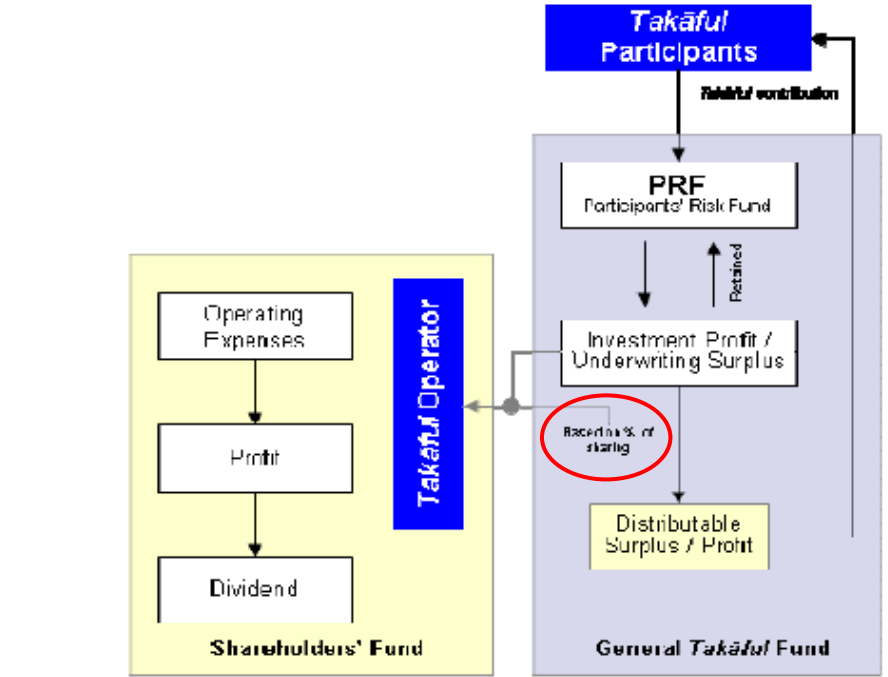 Takāful
Participants
Takāful contribution
PRF
Participants' Risk Fund
Retained
Investment Profit /
Underwriting Surplus
Based on % of
sharing
Distributable
Surplus / Profit
General Takāful Fund
Takāful Operator
Operating
Expenses
Profit
Dividend
Shareholders' Fund